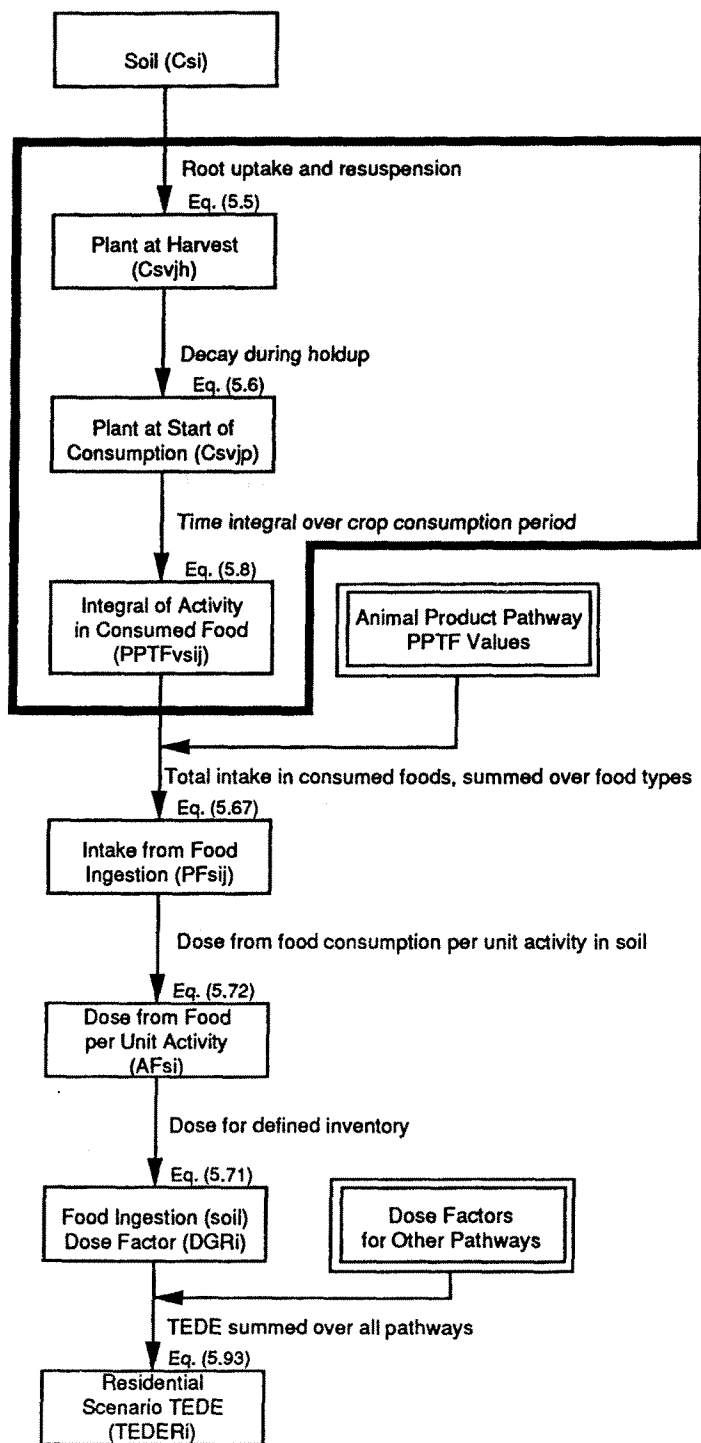 Soil (Csi)
Root uptake and resuspension
Eq. (5.5)
Plant at Harvest
(Csvjh)
Decay during holdup
Eq. (5.6)
Plant at Start of
Consumption (Csvjp)
Time integral over crop consumption period
Eq. (5.8)
Integral of Activity
in Consumed Food
(PPTFvsij)
Animal Product Pathway
PPTF Values
Total intake in consumed foods, summed over food types
Eq. (5.67)
Intake from Food
Ingestion (PFsij)
Dose from food consumption per unit activity in soil
Eq. (5.72)
Dose from Food
per Unit Activity
(AFsi)
Dose for defined inventory
Eq. (5.71)
Food Ingestion (soil)
Dose Factor (DGRi)
Dose Factors
for Other Pathways
TEDE summed over all pathways
Eq. (5.93)
Residential
Scenario TEDE
(TEDERi)